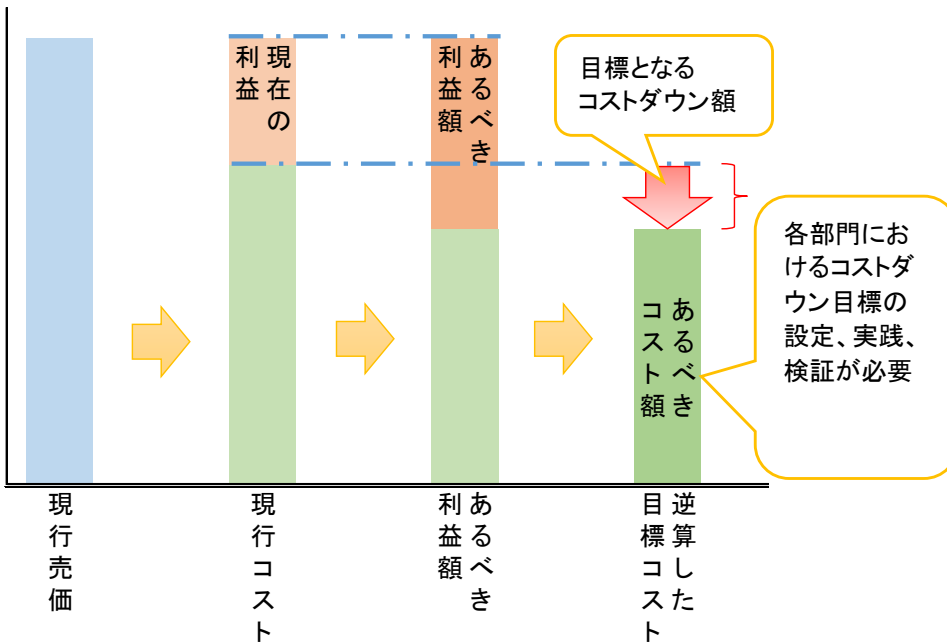 現在の
利益
あるべき
利益額
目標となる
コストダウン額
各部門にお
けるコストダ
ウン目標の
設定、実践、
検証が必要
あるべき
コスト額
現行売価
現行コスト
あるべき
利益額
逆算した
目標コスト